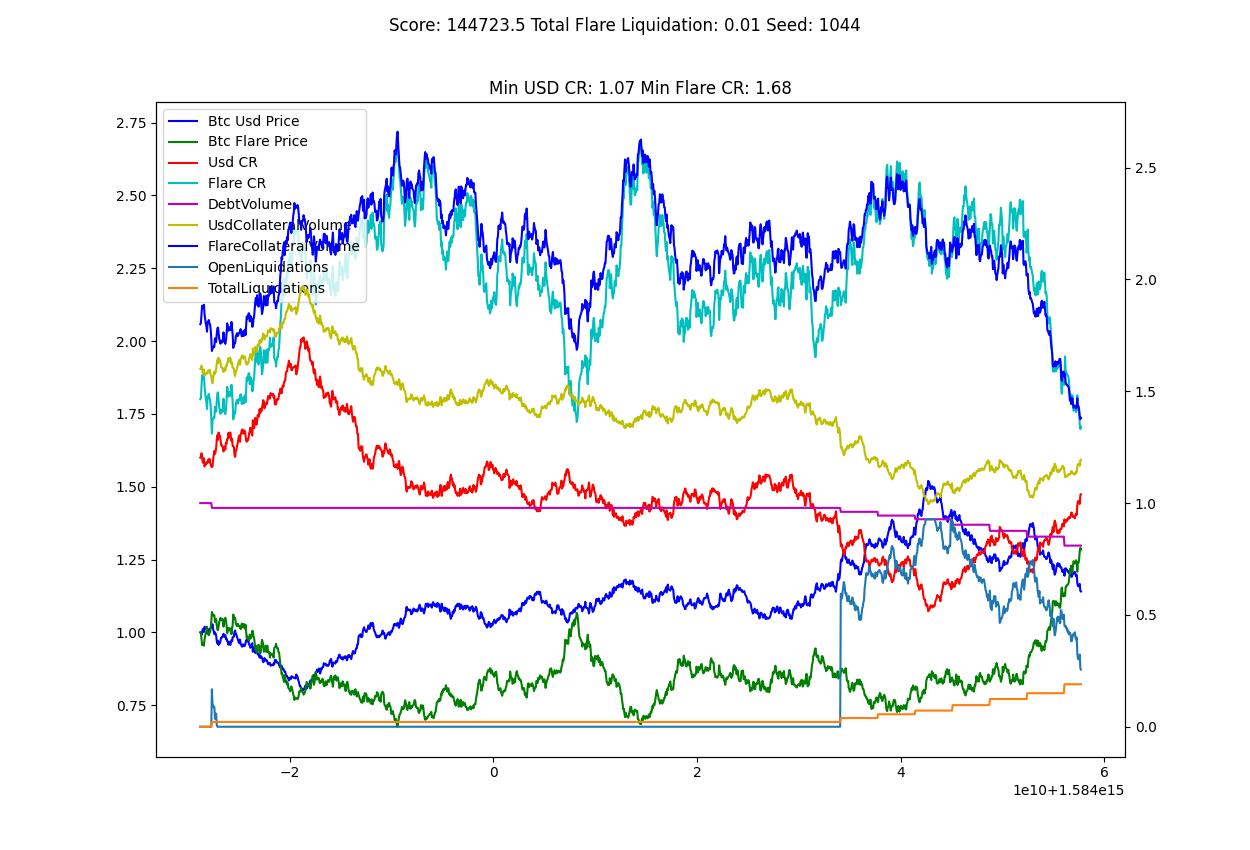 Score: 144723.5 Total Flare Liquidation: 0.01 Seed: 1044
Min USD CR: 1.07 Min Flare CR: 1.68
Btc Usd Price
Btc Flare Price
Usd CR
Flare CR
DebtVolume
UsdCollateralVolume
FlareCollateralVolume
OpenLiquidations
TotalLiquidations
2.75
2.50
2.25
2.00
1.75
1.50
1.25
1.00
0.75
2.5
2.0
1.5
1.0
0.5
0.0
−2
0
2
4
6
1e10+1.584e15